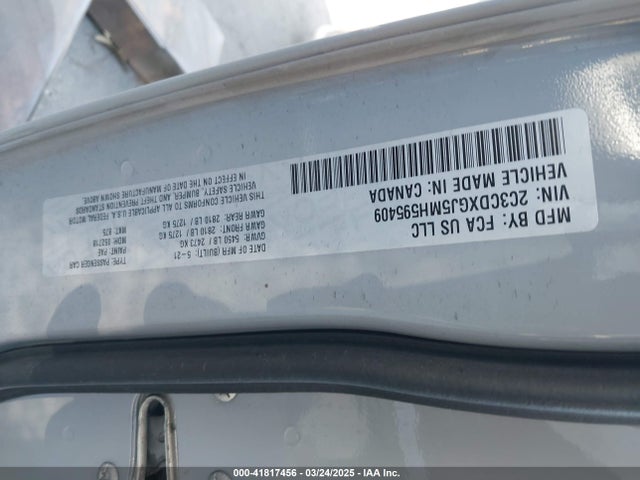 MFD BY: FCA US LLC
VIN: 2C3CDXGJ5MH595409
VEHICLE MADE IN: CANADA
DATE OF MFR (BUILT): 5-21
GVWR: 5450 LB / 2473 KG
GAWR FRONT: 2810 LB / 1275 KG
GAWR REAR: 2810 LB / 1275 KG
TYPE: PASSENGER CAR
PAINT: PAE
MDH: 052718
MKT: 875
THIS VEHICLE CONFORMS TO ALL APPLICABLE U.S.A. FEDERAL MOTOR
VEHICLE SAFETY, BUMPER, AND THEFT PREVENTION STANDARDS
IN EFFECT ON THE DATE OF MANUFACTURE SHOWN ABOVE.
000-41817456 - 03/24/2025 - IAA Inc.